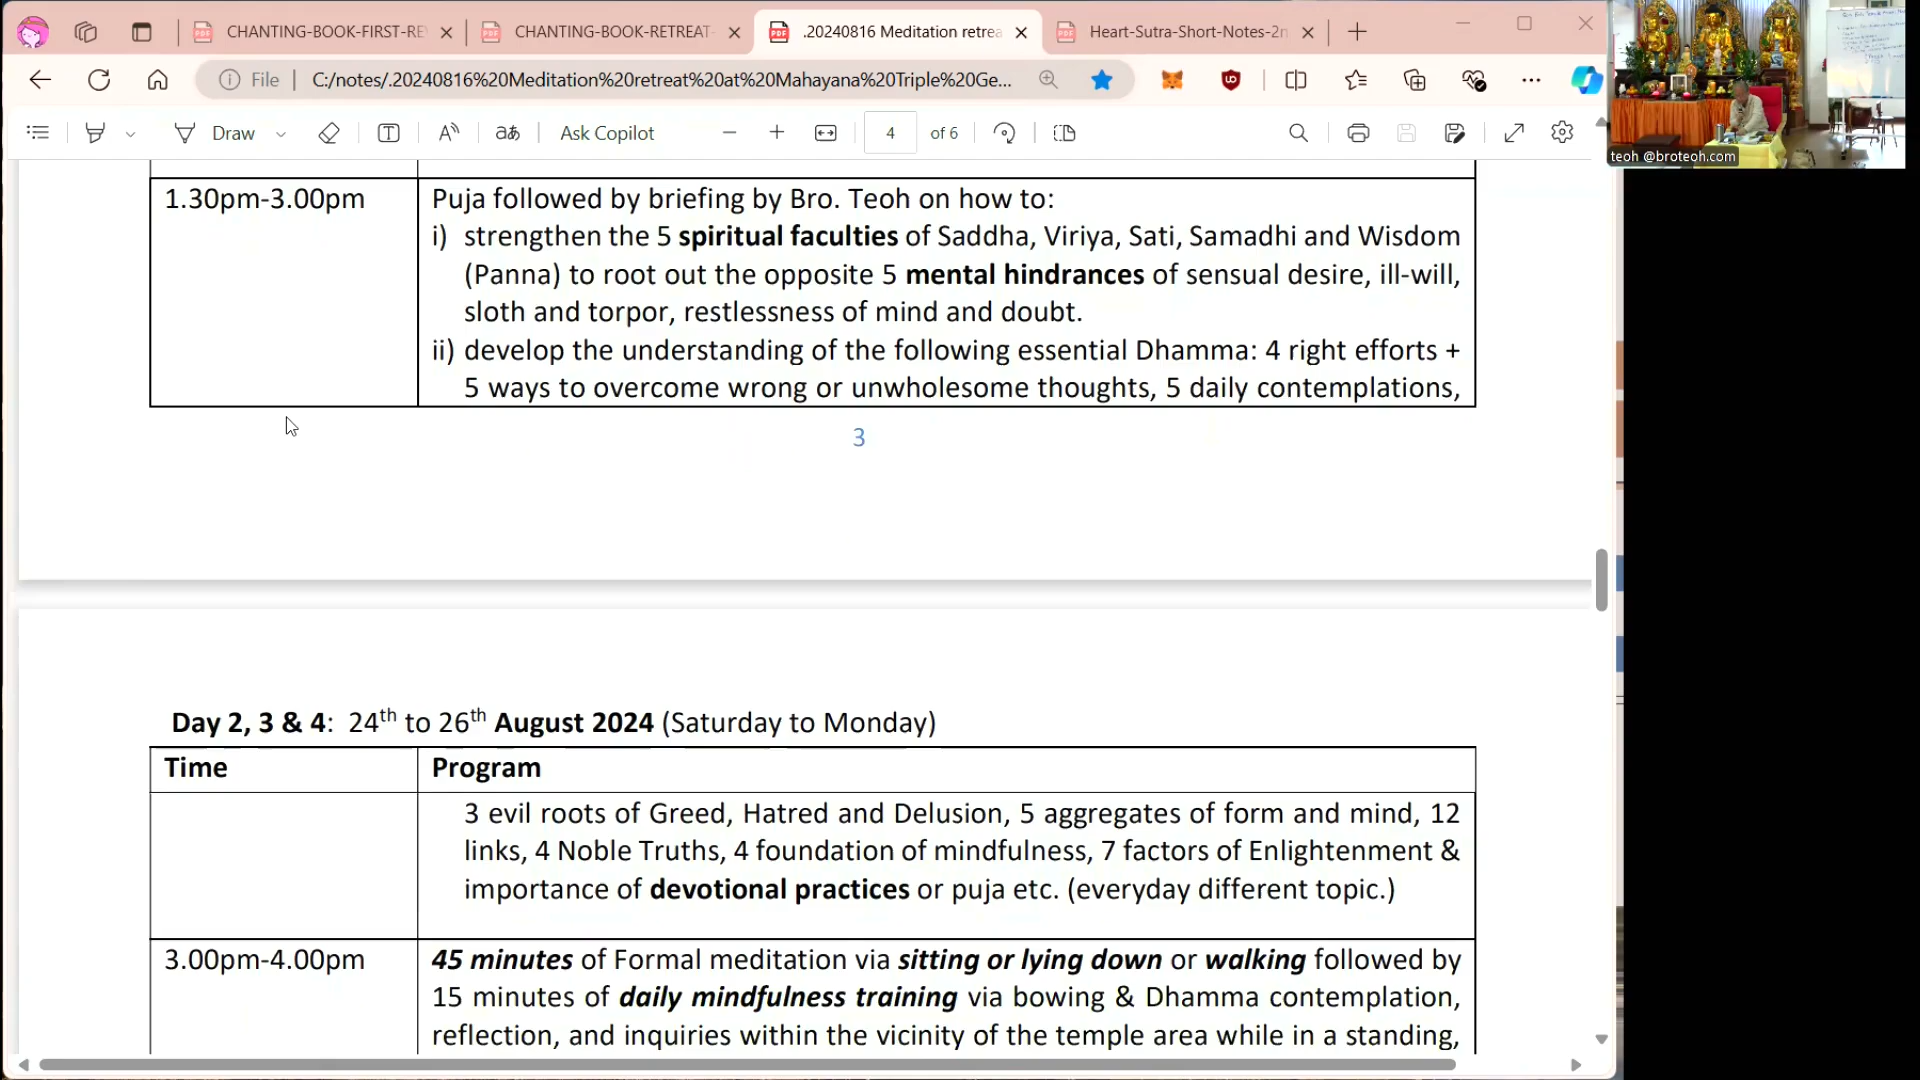 CHANTING-BOOK-FIRST-RE
CHANTING-BOOK-RETREAT-
.20240816 Meditation retrea
Heart-Sutra-Short-Notes-2n
File
C:/notes/.20240816%20Meditation%20retreat%20at%20Mahayana%20Triple%20Ge...
Draw
Ask Copilot
4 of 6
teoh @broteoh.com
1.30pm-3.00pm
Puja followed by briefing by Bro. Teoh on how to:
i) strengthen the 5 spiritual faculties of Saddha, Viriya, Sati, Samadhi and Wisdom
(Panna) to root out the opposite 5 mental hindrances of sensual desire, ill-will,
sloth and torpor, restlessness of mind and doubt.
ii) develop the understanding of the following essential Dhamma: 4 right efforts +
5 ways to overcome wrong or unwholesome thoughts, 5 daily contemplations,
3
Day 2, 3 & 4: 24th to 26th August 2024 (Saturday to Monday)
Time Program
3 evil roots of Greed, Hatred and Delusion, 5 aggregates of form and mind, 12
links, 4 Noble Truths, 4 foundation of mindfulness, 7 factors of Enlightenment &
importance of devotional practices or puja etc. (everyday different topic.)
3.00pm-4.00pm
45 minutes of Formal meditation via sitting or lying down or walking followed by
15 minutes of daily mindfulness training via bowing & Dhamma contemplation,
reflection, and inquiries within the vicinity of the temple area while in a standing,